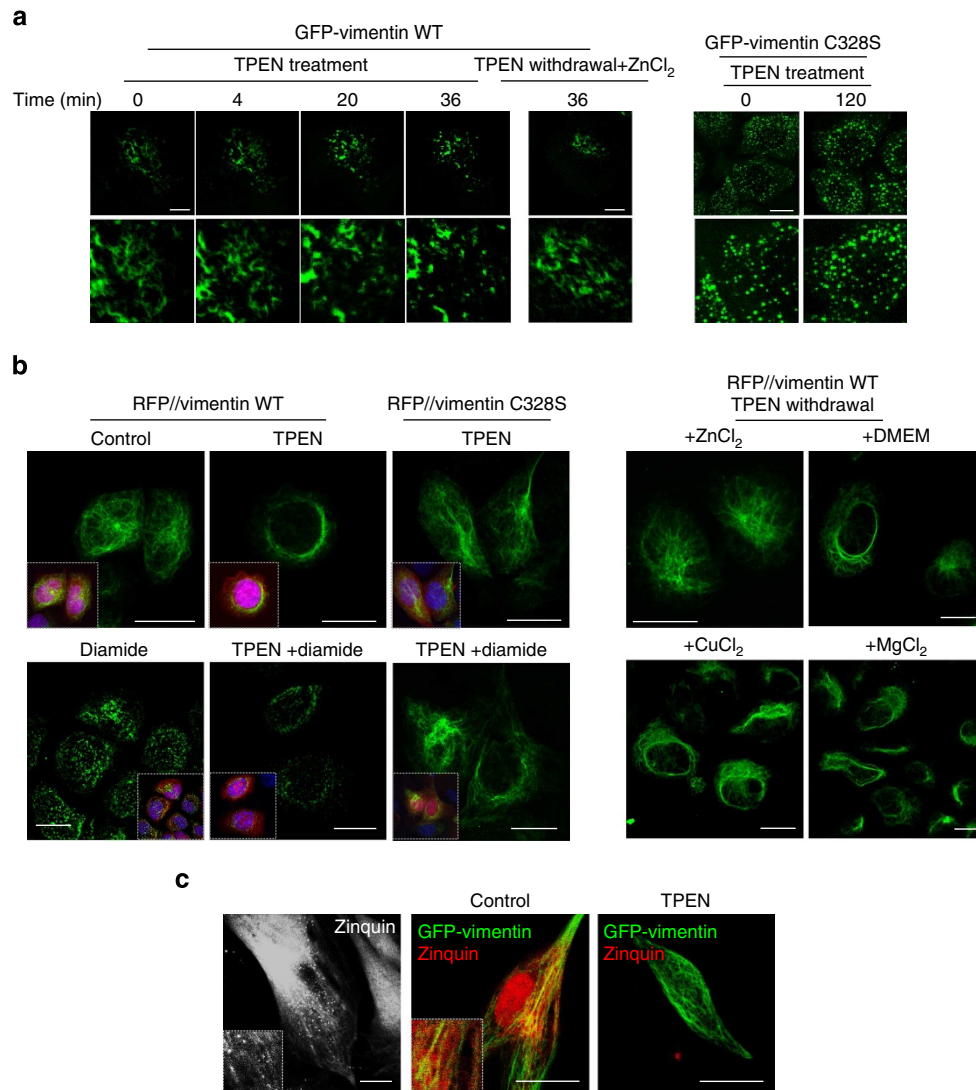 a
GFP-vimentin WT
TPEN treatment
TPEN withdrawal+ZnCl₂
Time (min) 0 4 20 36 36
GFP-vimentin C328S
TPEN treatment
0 120
b
RFP//vimentin WT
Control TPEN
RFP//vimentin C328S
TPEN
RFP//vimentin WT
TPEN withdrawal
+ZnCl₂ +DMEM
Diamide TPEN +diamide TPEN +diamide
+CuCl₂ +MgCl₂
c
Control TPEN
Zinquin
GFP-vimentin
Zinquin
GFP-vimentin
Zinquin